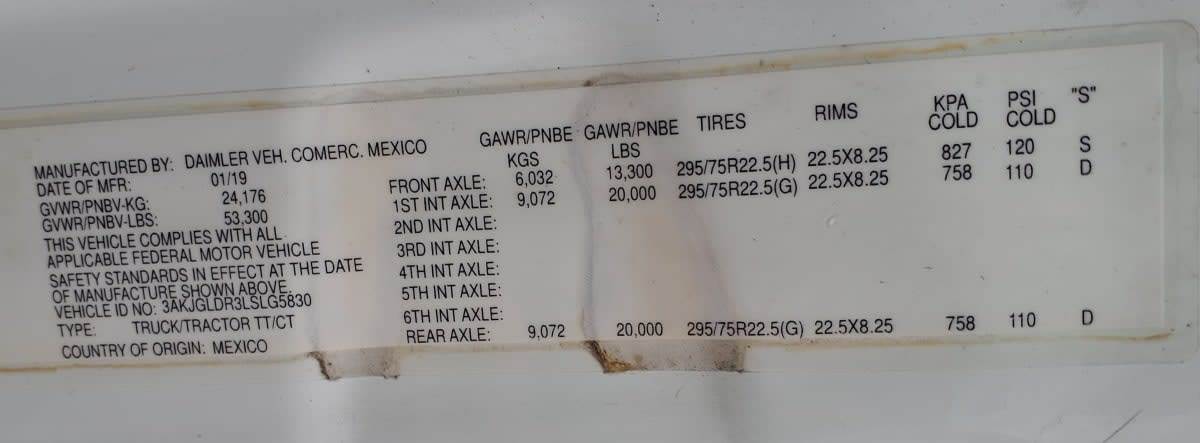 MANUFACTURED BY: DAIMLER VEH. COMERC. MEXICO
DATE OF MFR: 01/19
GVWR/PNBV-KG: 24,176
GVWR/PNBV-LBS: 53,300
THIS VEHICLE COMPLIES WITH ALL
APPLICABLE FEDERAL MOTOR VEHICLE
SAFETY STANDARDS IN EFFECT AT THE DATE
OF MANUFACTURE SHOWN ABOVE.
VEHICLE ID NO: 3AKJGLDR3LSLG5830
TYPE: TRUCK/TRACTOR TT/CT
COUNTRY OF ORIGIN: MEXICO
GAWR/PNBE GAWR/PNBE TIRES RIMS KPA PSI "S"
KGS LBS COLD COLD
FRONT AXLE: 6,032 13,300 295/75R22.5(H) 22.5X8.25 827 120 S
1ST INT AXLE: 9,072 20,000 295/75R22.5(G) 22.5X8.25 758 110 D
2ND INT AXLE:
3RD INT AXLE:
4TH INT AXLE:
5TH INT AXLE:
6TH INT AXLE:
REAR AXLE: 9,072 20,000 295/75R22.5(G) 22.5X8.25 758 110 D